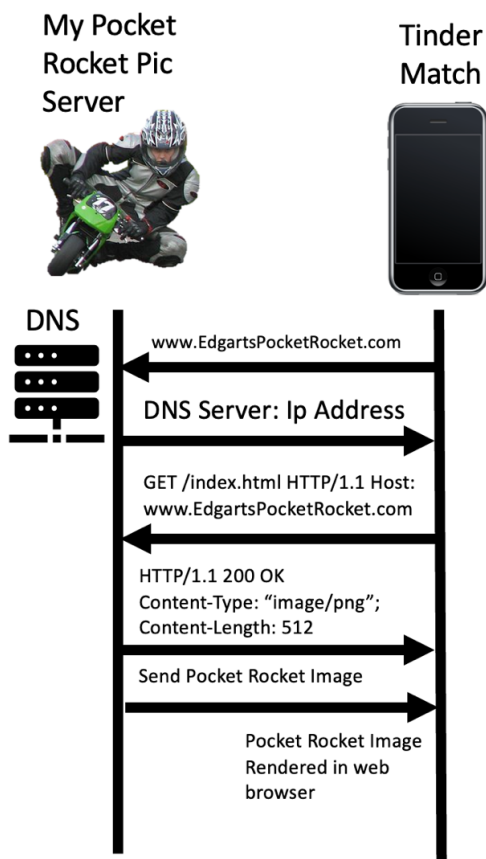 My Pocket
Rocket Pic
Server
Tinder
Match
17
DNS
www.EdgartsPocketRocket.com
DNS Server: Ip Address
GET /index.html HTTP/1.1 Host:
www.EdgartsPocketRocket.com
HTTP/1.1 200 OK
Content-Type: “image/png”;
Content-Length: 512
Send Pocket Rocket Image
Pocket Rocket Image
Rendered in web
browser